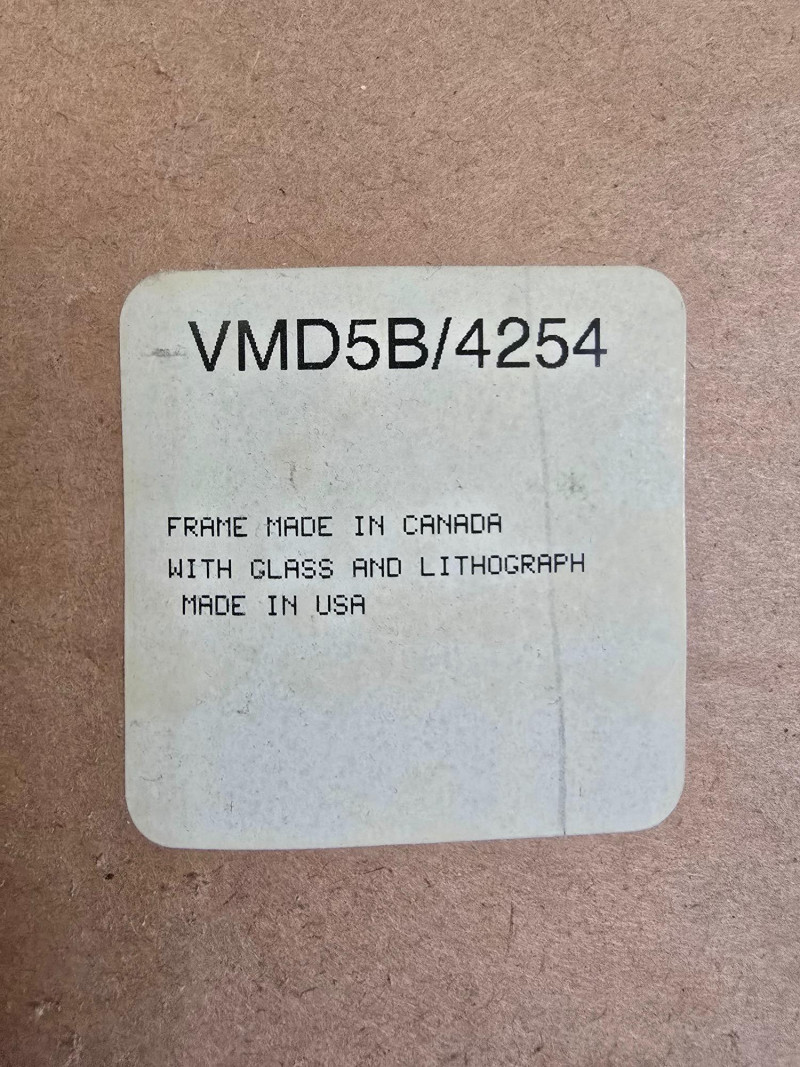 VMD5B/4254
FRAME MADE IN CANADA
WITH GLASS AND LITHOGRAPH
MADE IN USA